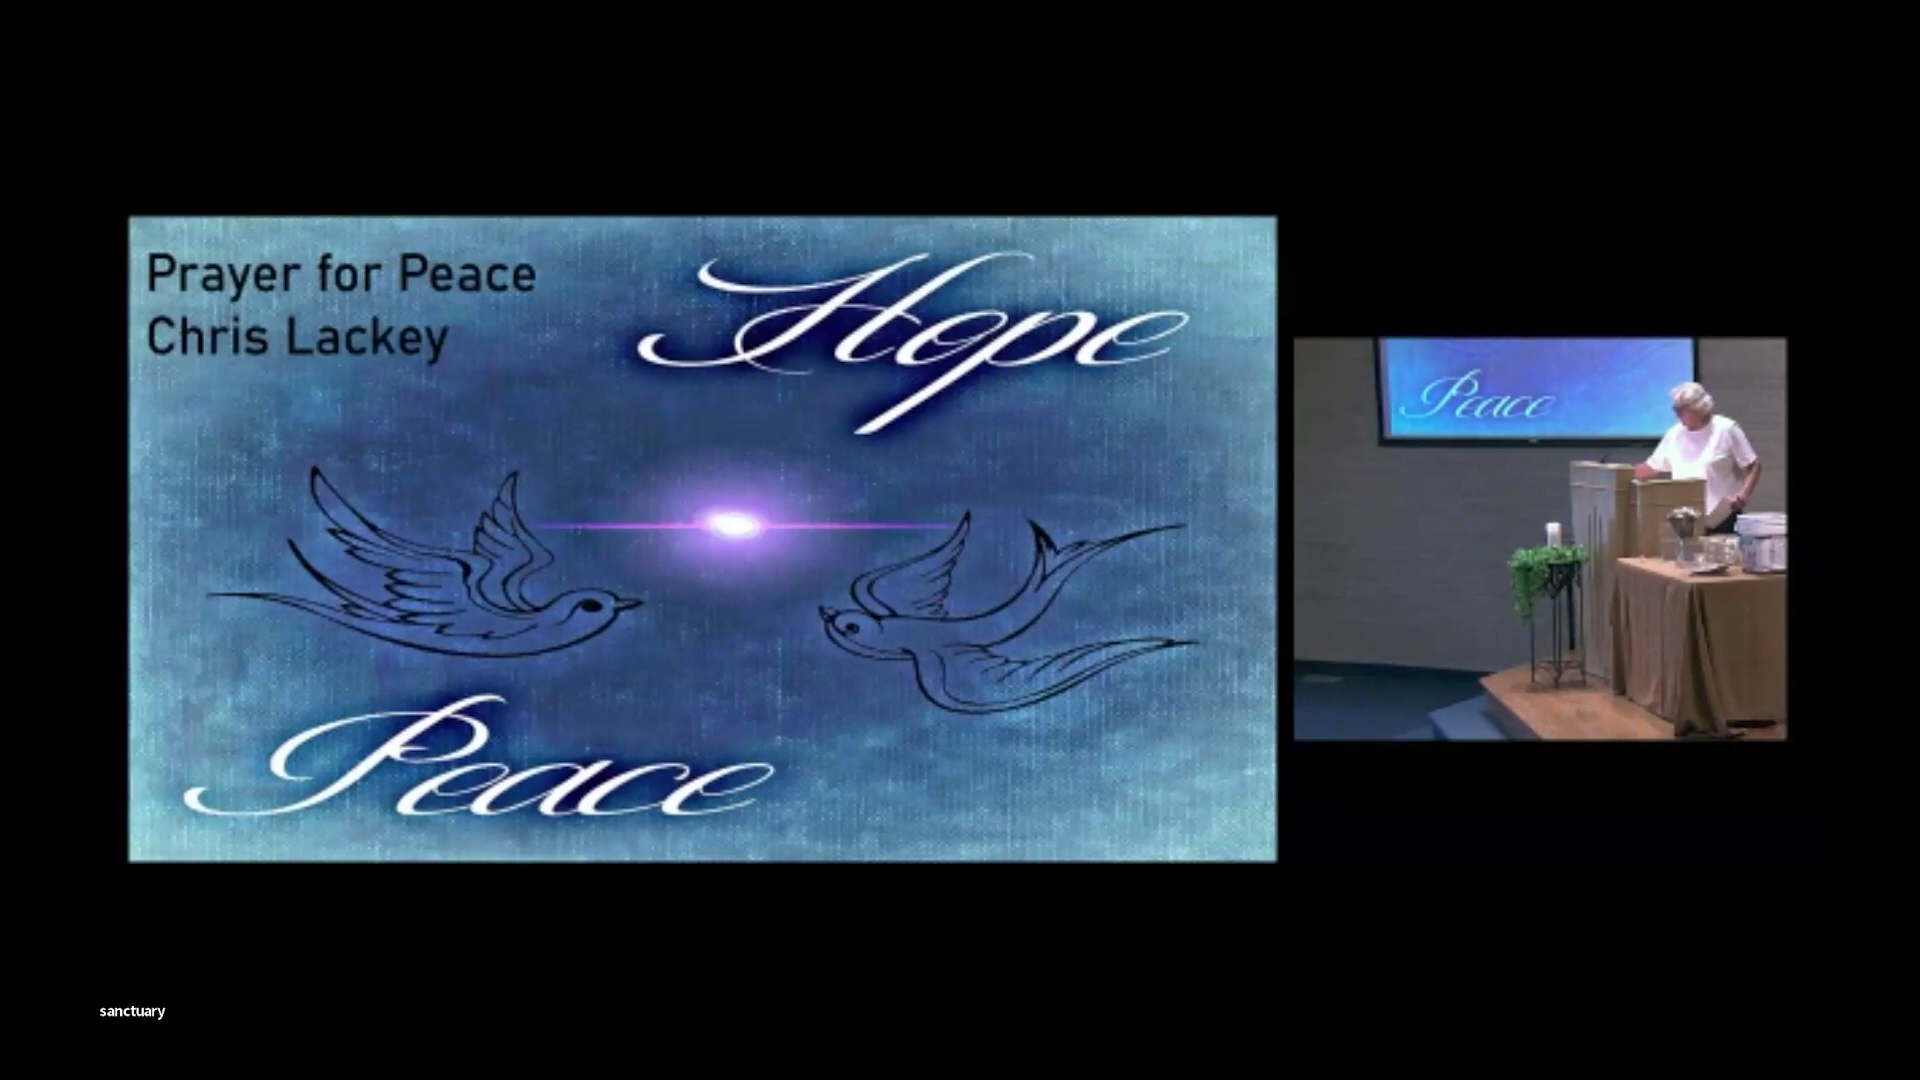 Prayer for Peace
Chris Lackey
Hope
Peace
Peace
sanctuary